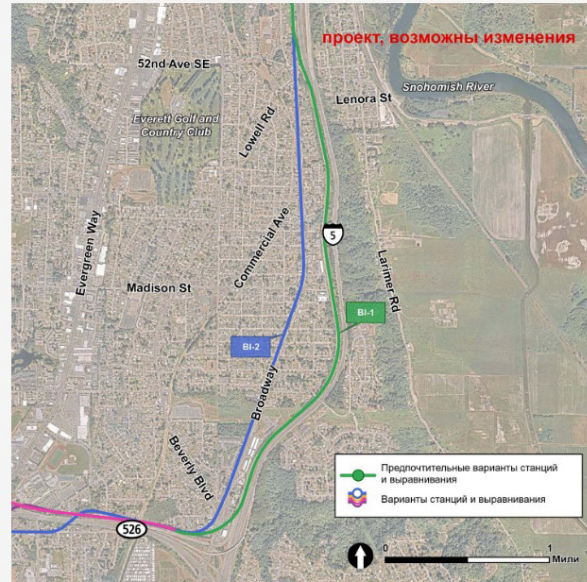 проект, возможны изменения
52nd Ave SE
Snohomish River
Lenora St
Everett Golf and
Country Club
Lowell Rd
Evergreen Way
Commercial Ave
5
Larimer Rd
Madison St
BI-1
BI-2
Broadway
Beverly Blvd
526
Предпочтительные варианты станций
и выравнивания
Варианты станций и выравнивания
0
1
Мили